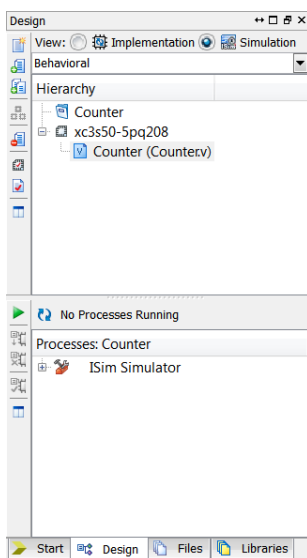 Design
View: Implementation Simulation
Behavioral
Hierarchy
Counter
xc3s50-5pq208
Counter (Counter.v)
No Processes Running
Processes: Counter
ISim Simulator
Start Design Files Libraries